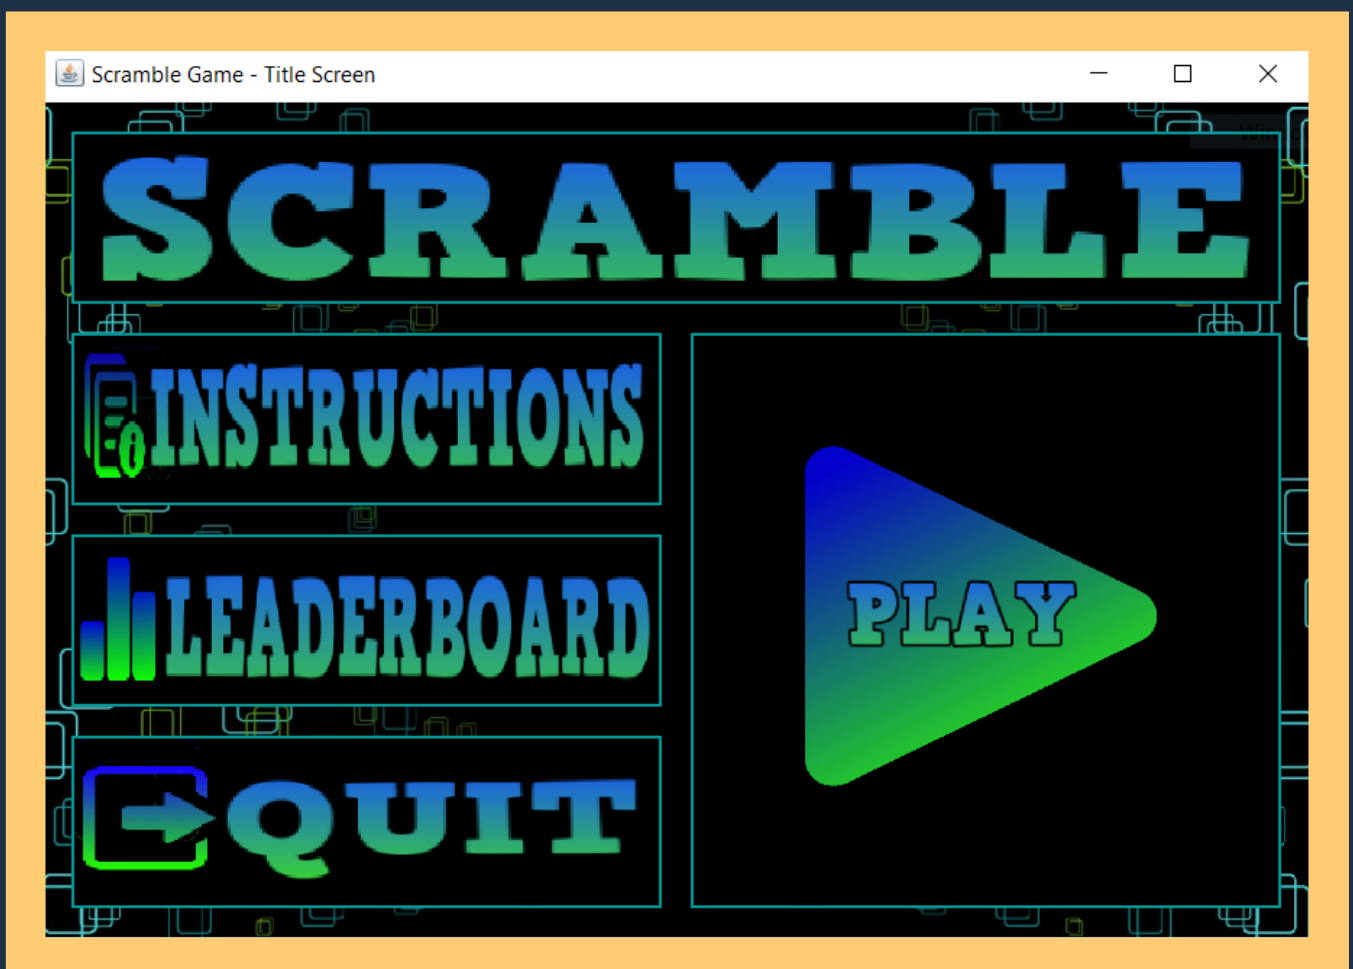 Scramble Game - Title Screen
SCRAMBLE
INSTRUCTIONS
LEADERBOARD
PLAY
QUIT